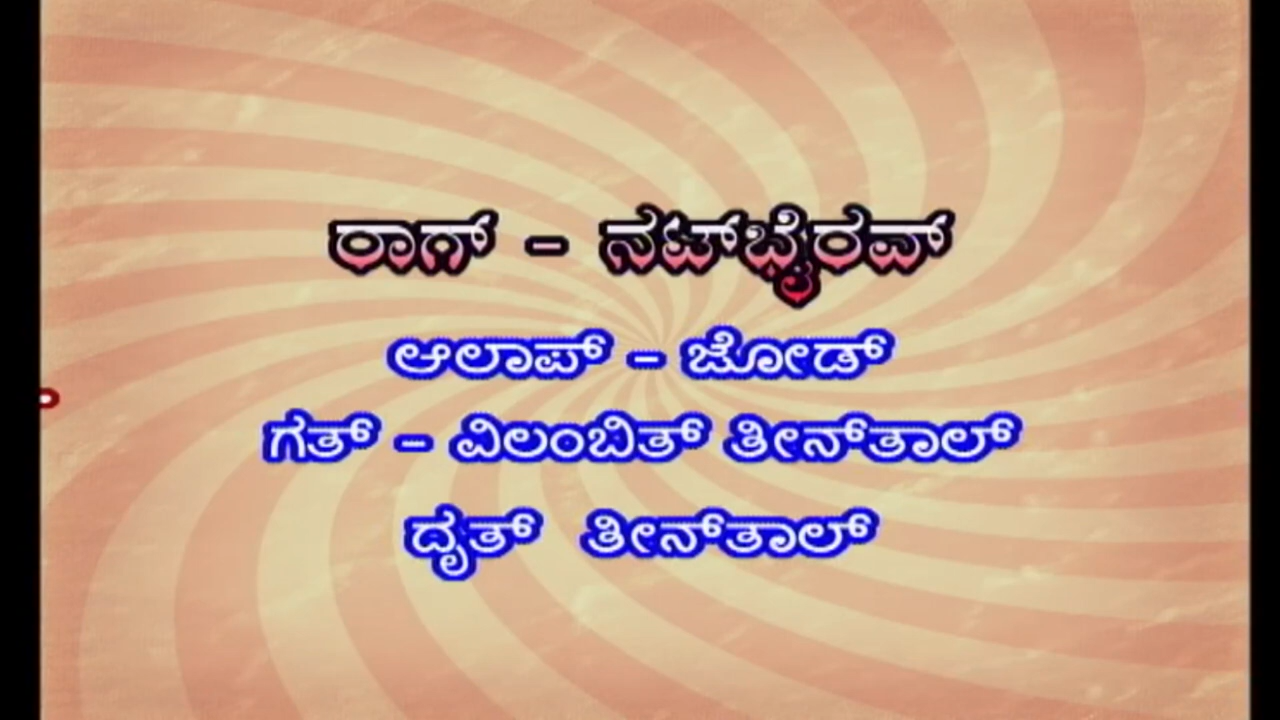 ರಾಗ್ - ನಟ್‌ಭೈರವ್
ಆಲಾಪ್ - ಜೋಡ್
ಗತ್ - ವಿಲಂಬಿತ್ ತೀನ್‌ತಾಲ್
ದೃತ್ ತೀನ್‌ತಾಲ್